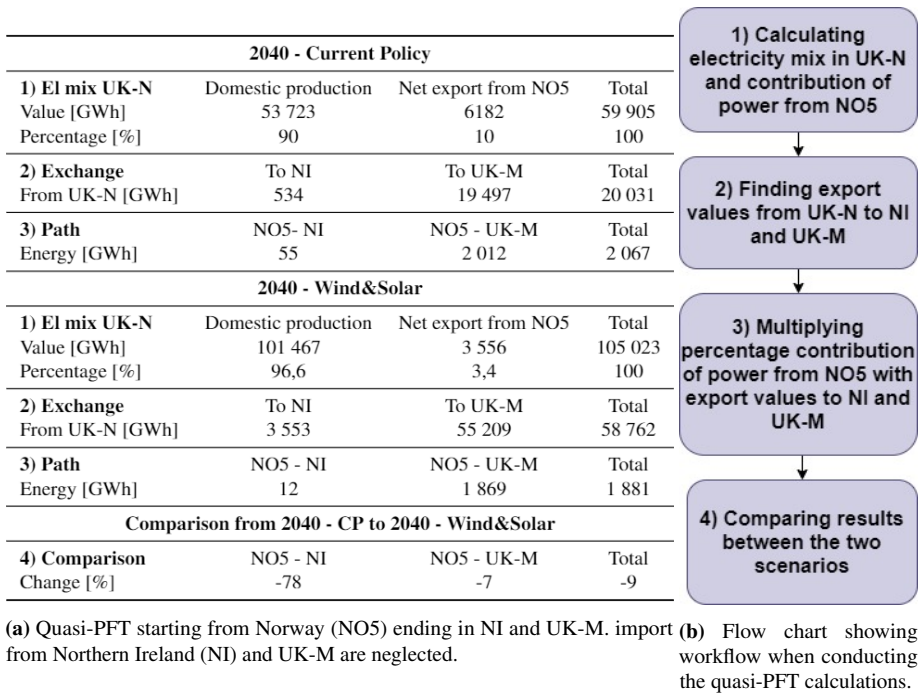 2040 - Current Policy
1) El mix UK-N Domestic production Net export from NO5 Total
Value [GWh] 53 723 6182 59 905
Percentage [%] 90 10 100
2) Exchange To NI To UK-M Total
From UK-N [GWh] 534 19 497 20 031
3) Path NO5- NI NO5 - UK-M Total
Energy [GWh] 55 2 012 2 067
2040 - Wind&Solar
1) El mix UK-N Domestic production Net export from NO5 Total
Value [GWh] 101 467 3 556 105 023
Percentage [%] 96,6 3,4 100
2) Exchange To NI To UK-M Total
From UK-N [GWh] 3 553 55 209 58 762
3) Path NO5 - NI NO5 - UK-M Total
Energy [GWh] 12 1 869 1 881
Comparison from 2040 - CP to 2040 - Wind&Solar
4) Comparison NO5 - NI NO5 - UK-M Total
Change [%] -78 -7 -9
(a) Quasi-PFT starting from Norway (NO5) ending in NI and UK-M. import
from Northern Ireland (NI) and UK-M are neglected.
1) Calculating
electricity mix in UK-N
and contribution of
power from NO5
2) Finding export
values from UK-N to NI
and UK-M
3) Multiplying
percentage contribution
of power from NO5 with
export values to NI and
UK-M
4) Comparing results
between the two
scenarios
(b) Flow chart showing
workflow when conducting
the quasi-PFT calculations.